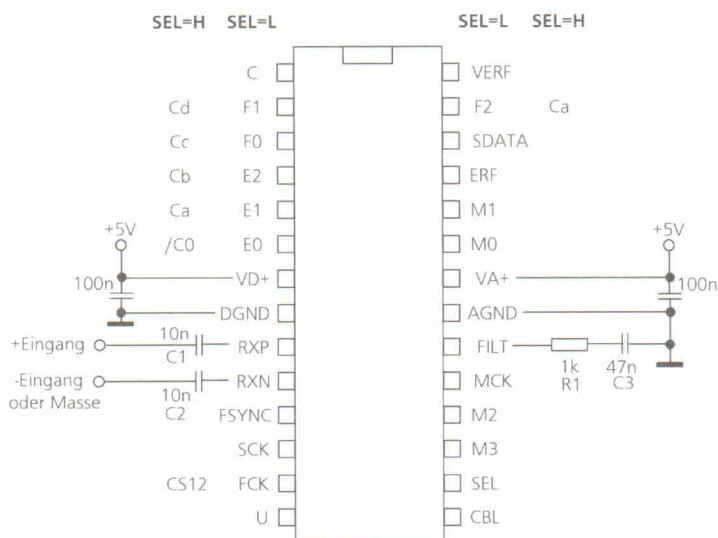 SEL=H SEL=L SEL=L SEL=H
C VERF
Cd F1 F2 Ca
Cc F0 SDATA
Cb E2 ERF
Ca E1 M1
+5V /C0 E0 M0 +5V
100n VD+ VA+ 100n
DGND AGND
+Eingang 10n C1 RXP FILT 1k R1 47n C3
-Eingang oder Masse 10n C2 RXN MCK
FSYNC M2
SCK M3
CS12 FCK SEL
U CBL